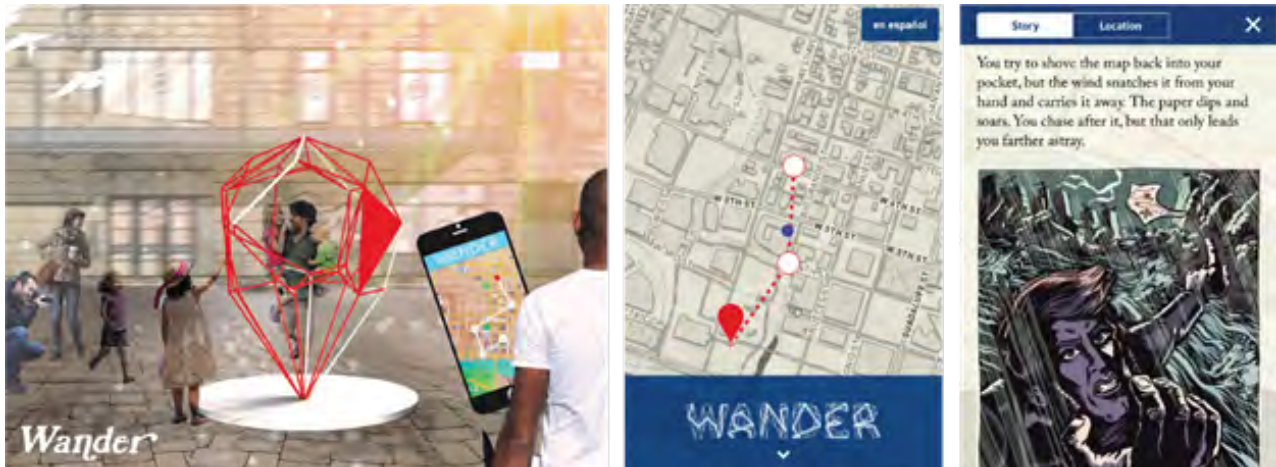 Wander
WANDER
en español
W 5TH ST.
WANDER
Story
Location
You try to shove the map back into your
pocket, but the wind snatches it from your
hand and carries it away. The paper dips and
soars. You chase after it, but that only leads
you farther astray.